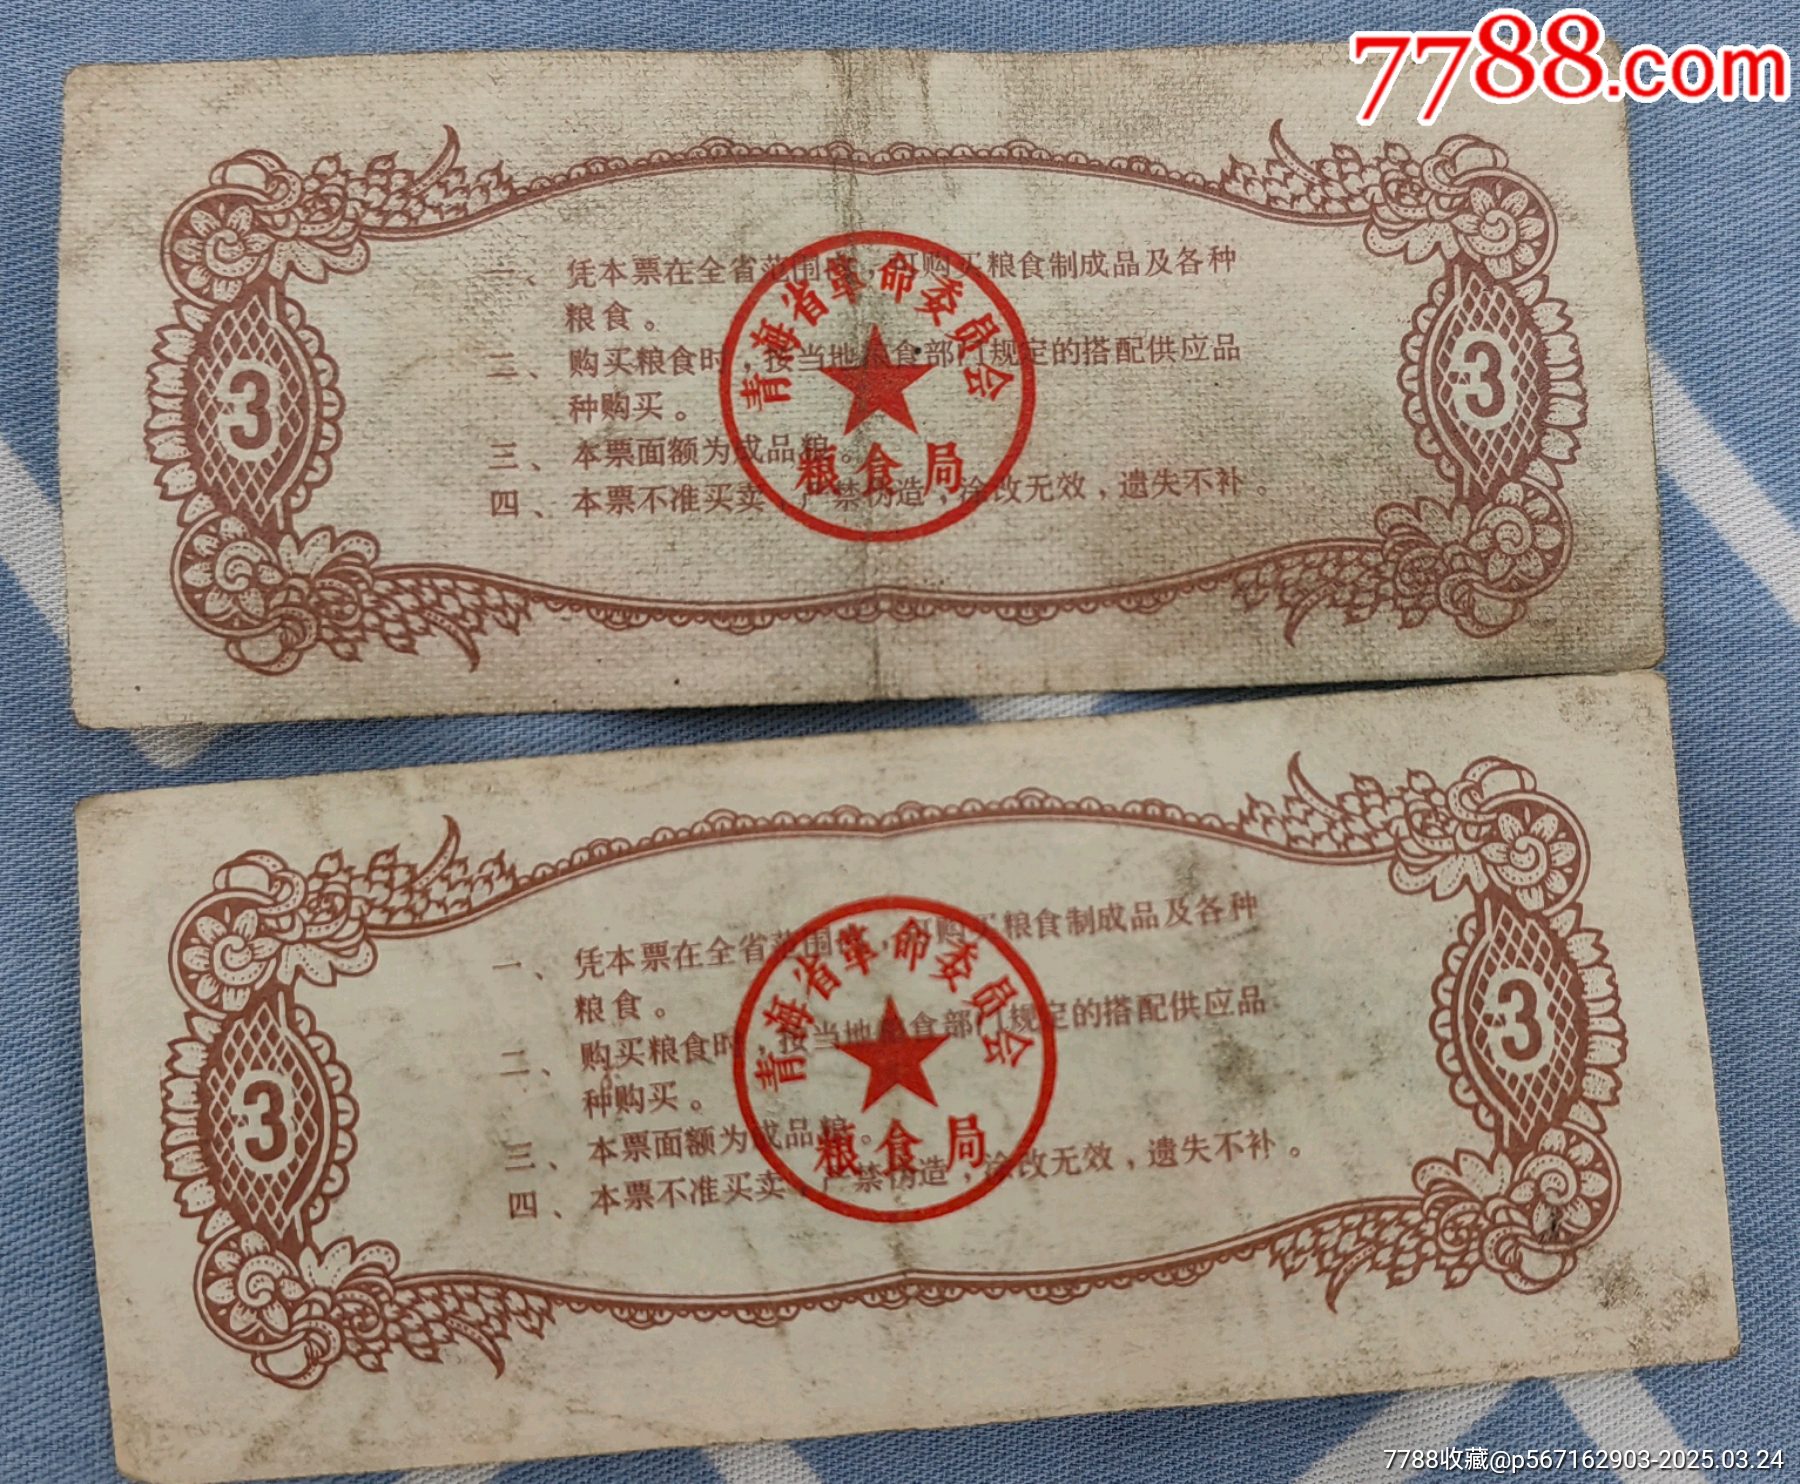 7788.com
一、凭本票在全省范围内，可购买粮食制成品及各种
粮食。
二、购买粮食时，按当地粮食部门规定的搭配供应品
种购买。
三、本票面额为成品粮。
四、本票不准买卖，严禁伪造，涂改无效，遗失不补。
青海省革命委员会
粮食局
3
3
一、凭本票在全省范围内，可购买粮食制成品及各种
粮食。
二、购买粮食时，按当地粮食部门规定的搭配供应品
种购买。
三、本票面额为成品粮。
四、本票不准买卖，严禁伪造，涂改无效，遗失不补。
青海省革命委员会
粮食局
3
3
7788收藏@p567162903-2025.03.24